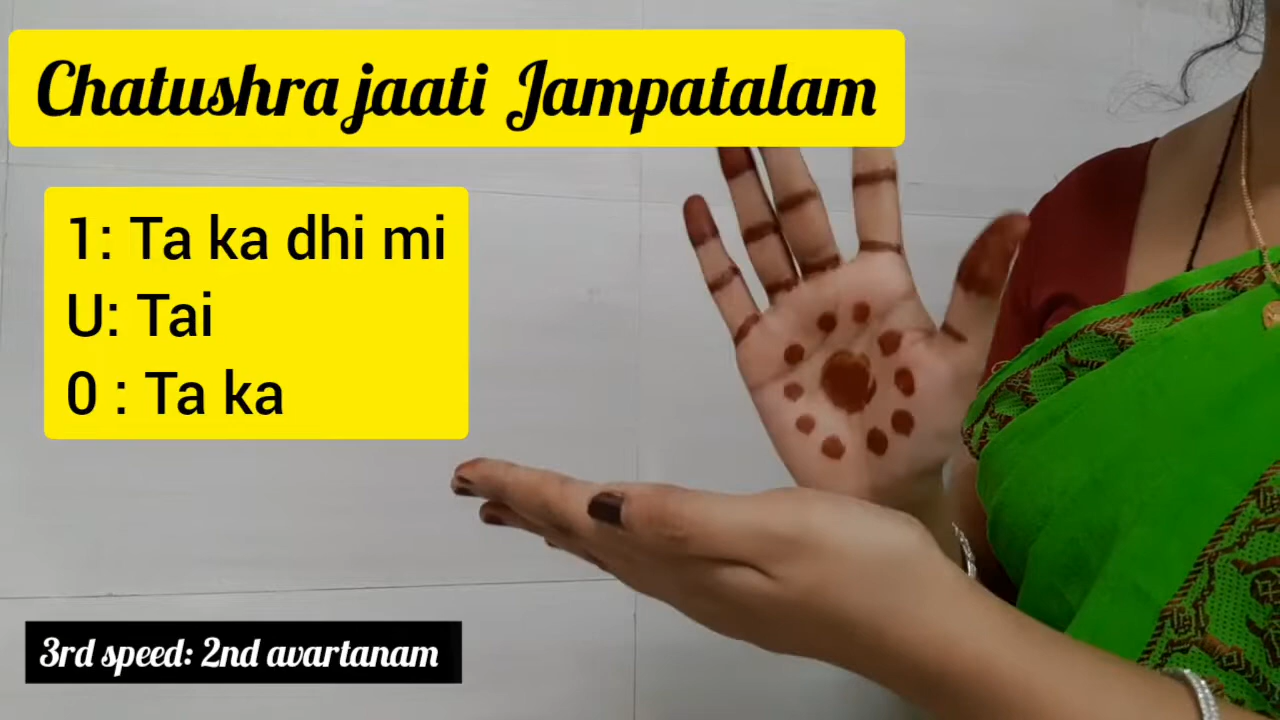 Chatushra jaati Jampatalam
1: Ta ka dhi mi
U: Tai
0 : Ta ka
3rd speed: 2nd avartanam